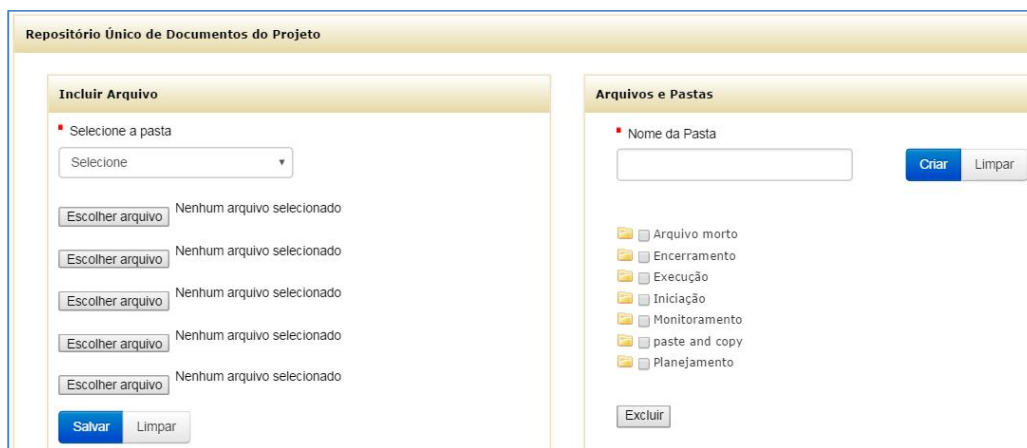 Repositório Único de Documentos do Projeto
Incluir Arquivo
Selecione a pasta
Selecione
Escolher arquivo Nenhum arquivo selecionado
Escolher arquivo Nenhum arquivo selecionado
Escolher arquivo Nenhum arquivo selecionado
Escolher arquivo Nenhum arquivo selecionado
Escolher arquivo Nenhum arquivo selecionado
Salvar Limpar
Arquivos e Pastas
Nome da Pasta
Criar Limpar
Arquivo morto
Encerramento
Execução
Iniciação
Monitoramento
paste and copy
Planejamento
Excluir